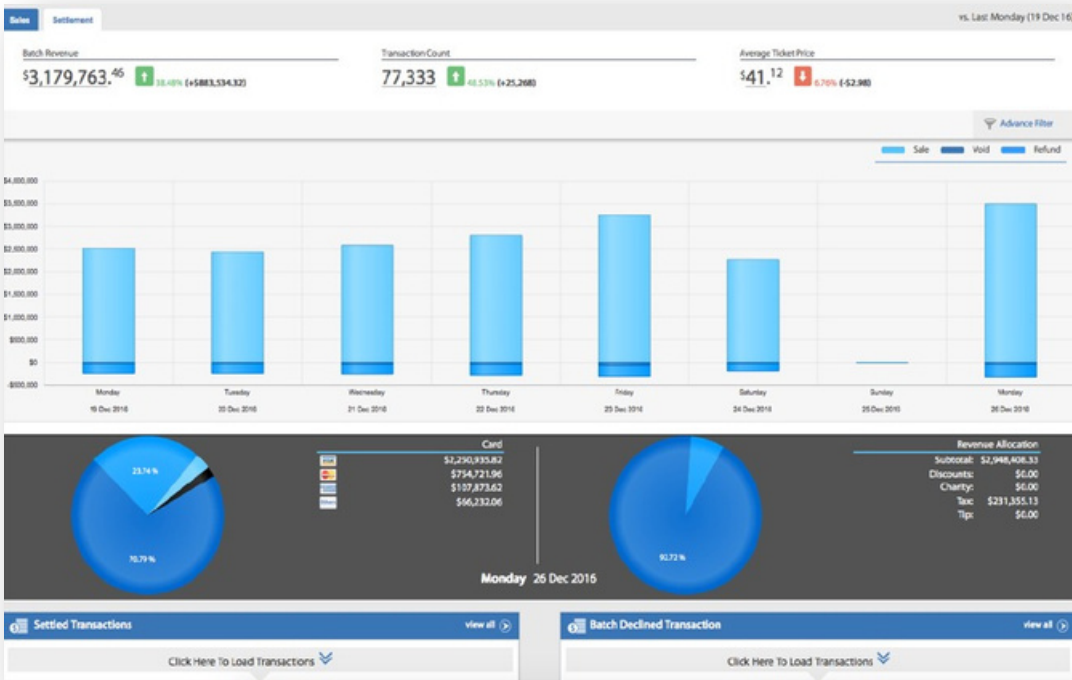 Sales Settlement vs. Last Monday (19 Dec 16)
Batch Revenue Transaction Count Average Ticket Price
$3,179,763.46 38.48% (+$883,534.32) 77,333 48.53% (+25,268) $41.12 6.76% (-$2.98)
Advance Filter
Sale Void Refund
$4,000,000
$3,500,000
$3,000,000
$2,500,000
$2,000,000
$1,500,000
$1,000,000
$500,000
$0
-$500,000
Monday Tuesday Wednesday Thursday Friday Saturday Sunday Monday
19 Dec 2016 20 Dec 2016 21 Dec 2016 22 Dec 2016 23 Dec 2016 24 Dec 2016 25 Dec 2016 26 Dec 2016
Card
$2,250,935.82
$754,721.96
$107,873.62
$66,232.06
23.74 %
70.79 %
Revenue Allocation
Subtotal: $2,948,408.33
Discounts: $0.00
Charity: $0.00
Tax: $231,355.13
Tip: $0.00
92.72 %
Monday 26 Dec 2016
Settled Transactions view all
Batch Declined Transaction view all
Click Here To Load Transactions
Click Here To Load Transactions